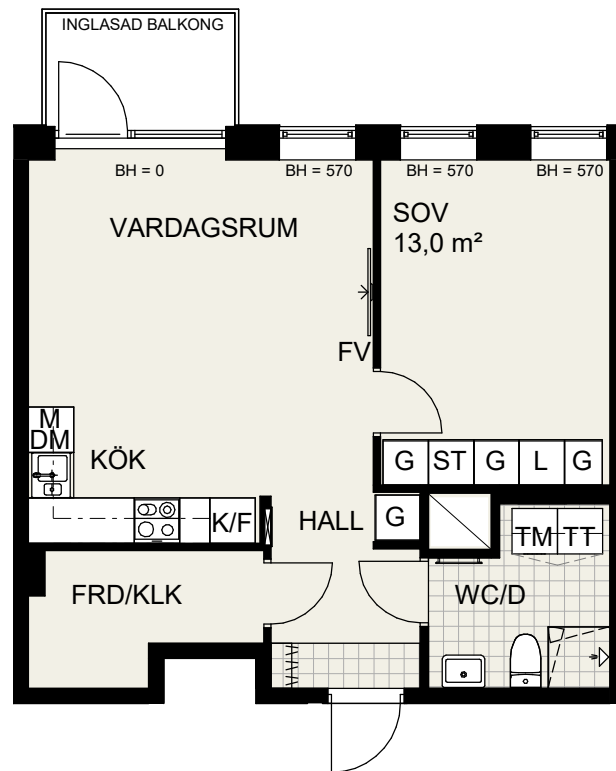 INGLASAD BALKONG
BH = 0
BH = 570
BH = 570
BH = 570
VARDAGSRUM
SOV
13,0 m²
FV
M
DM
KÖK
G
ST
G
L
G
K/F
HALL
G
TM
TT
FRD/KLK
WC/D